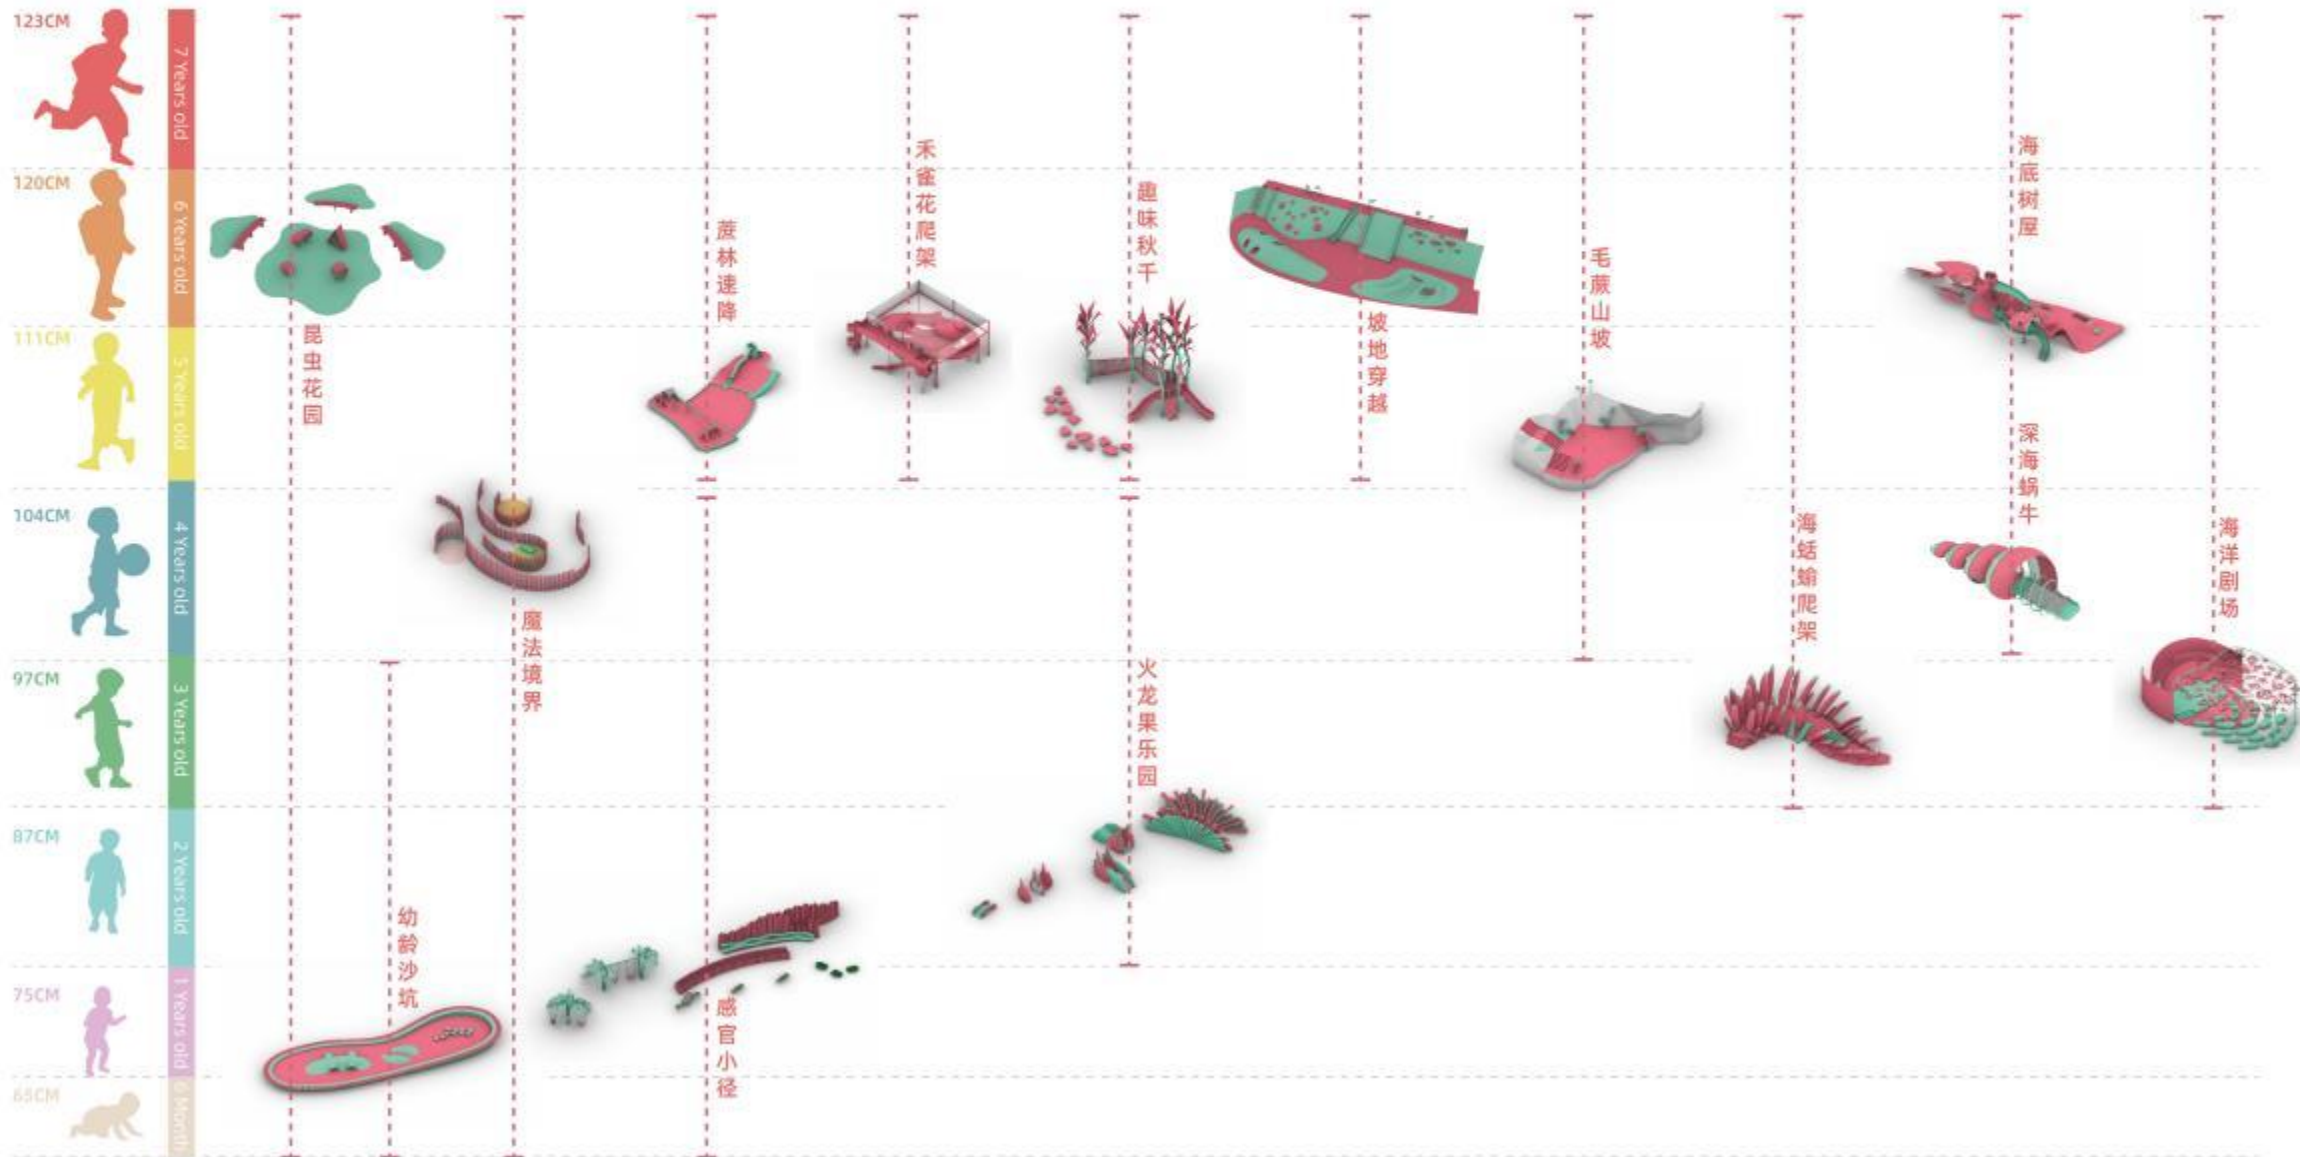 123CM
7 Years old
120CM
6 Years old
111CM
5 Years old
104CM
4 Years old
97CM
3 Years old
87CM
2 Years old
75CM
1 Years old
65CM
6 Month
昆虫花园
幼龄沙坑
魔法境界
蔗林速降
感官小径
禾雀花爬架
趣味秋千
火龙果乐园
坡地穿越
毛蕨山坡
海蛞蝓爬架
海底树屋
深海蜗牛
海洋剧场